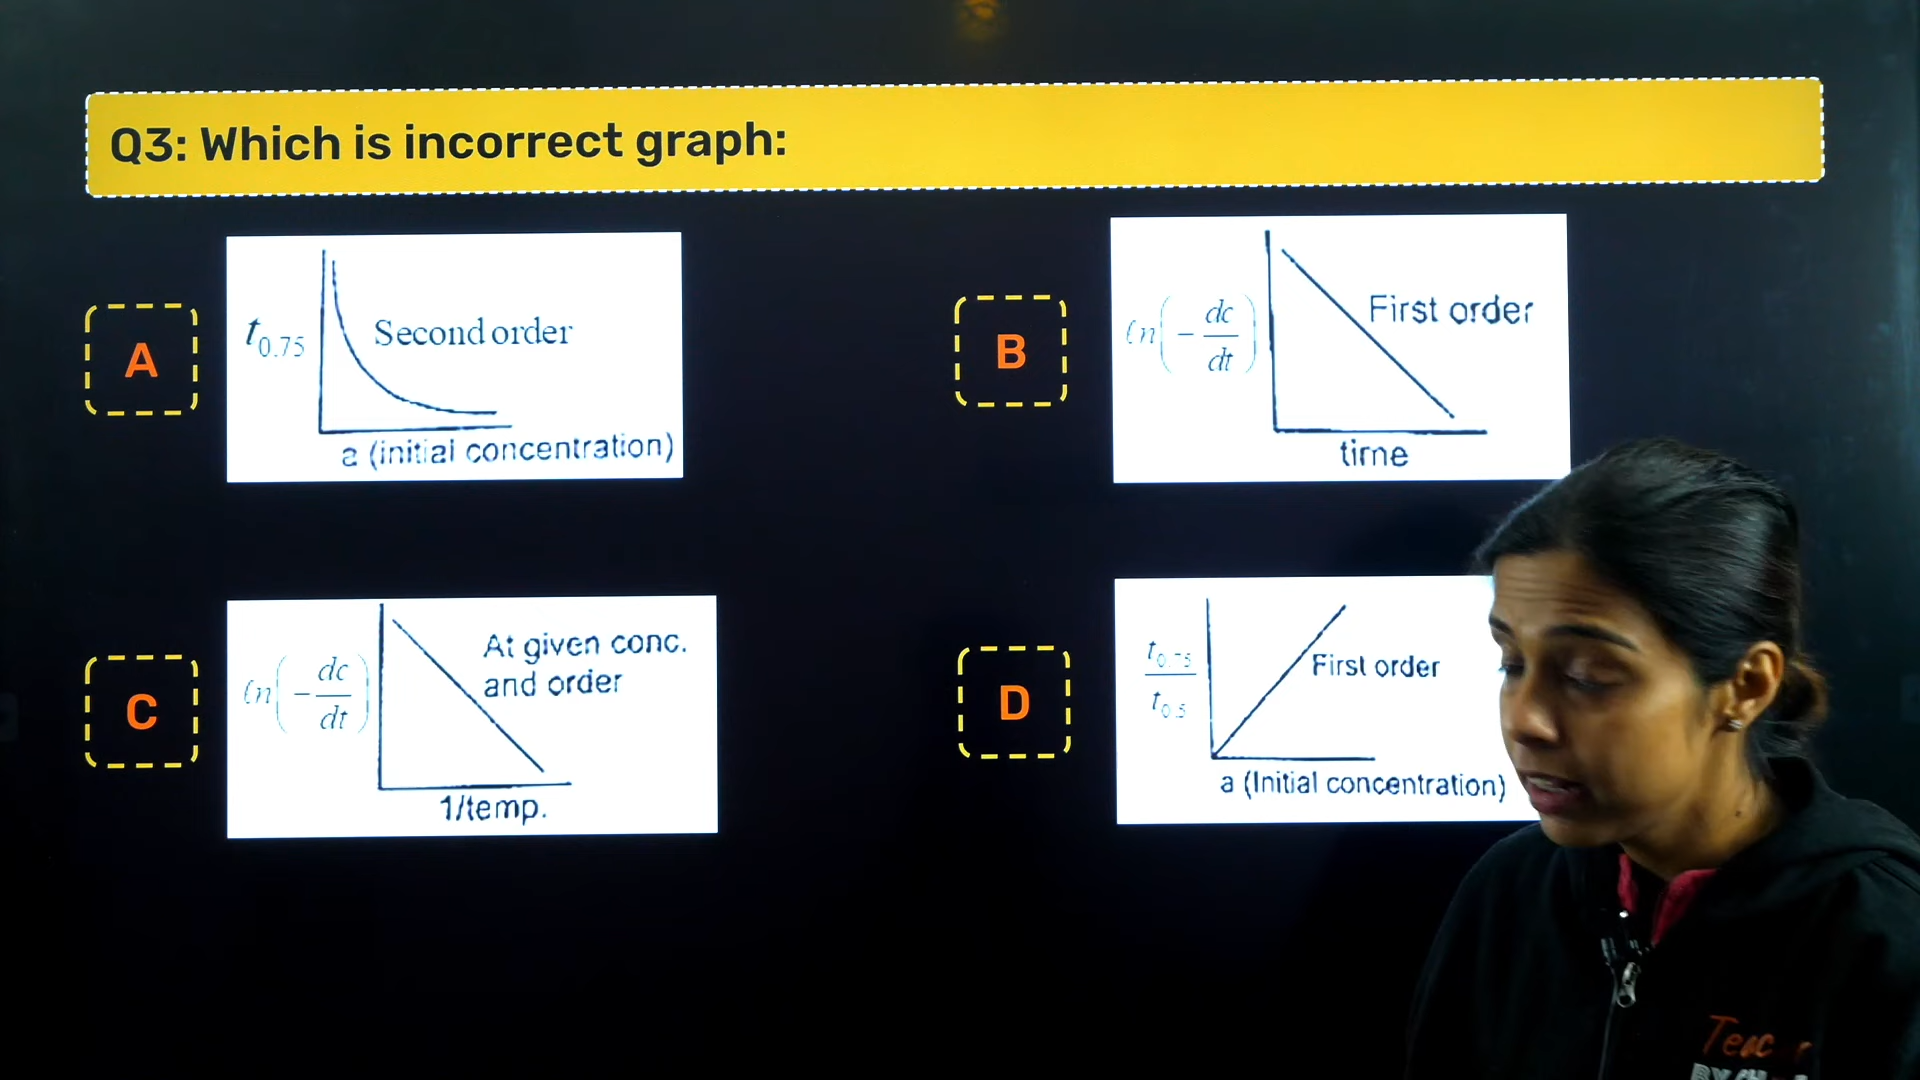 Q3: Which is incorrect graph:
A
t0.75
Second order
a (initial concentration)
B
ℓn(−dc/dt)
First order
time
C
ℓn(−dc/dt)
At given conc.
and order
1/temp.
D
t0.75/t0.5
First order
a (Initial concentration)